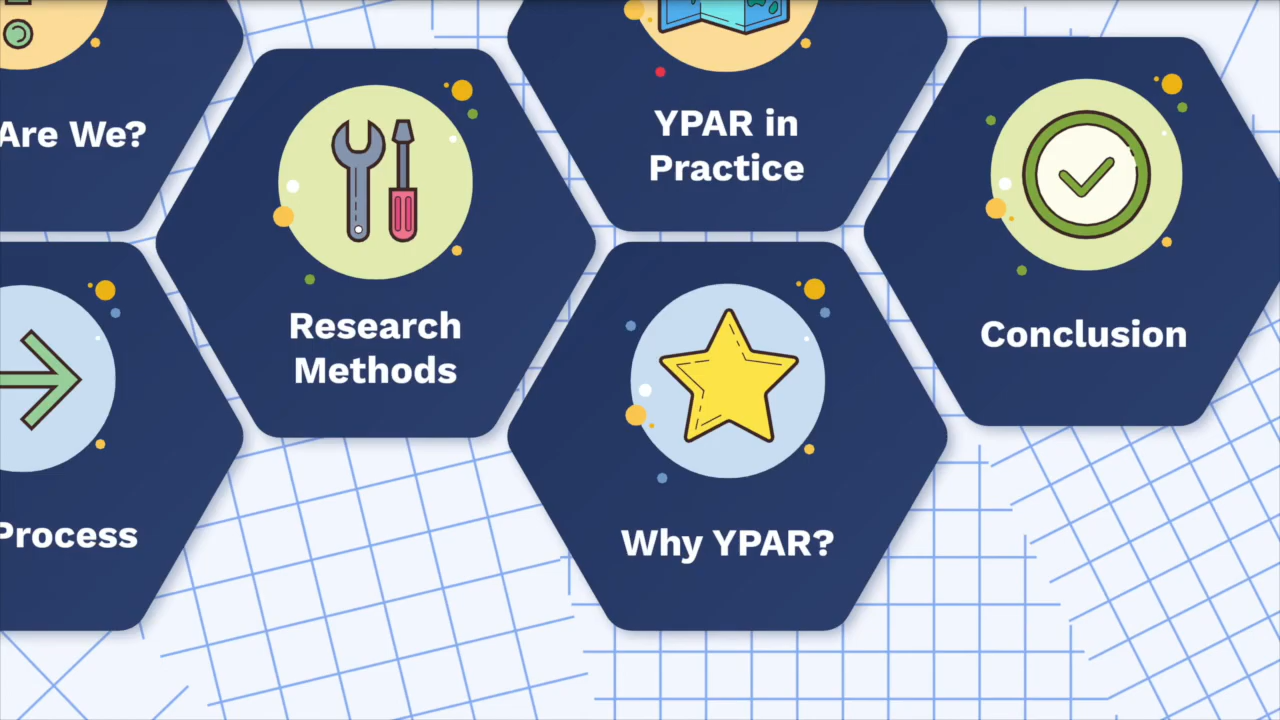 Are We?
Research
Methods
YPAR in
Practice
Conclusion
Process
Why YPAR?